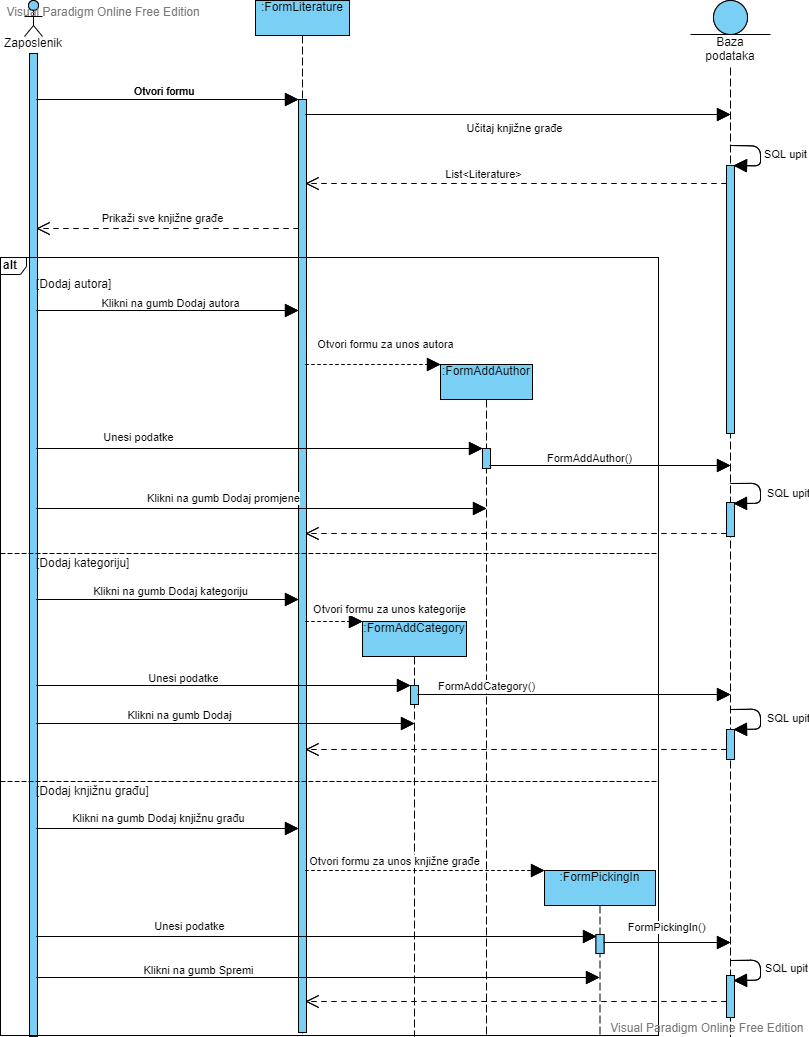 Visual Paradigm Online Free Edition
:FormLiterature
Zaposlenik
Baza
podataka
Otvori formu
Učitaj knjižne građe
SQL upit
List<Literature>
Prikaži sve knjižne građe
alt
[Dodaj autora]
Klikni na gumb Dodaj autora
Otvori formu za unos autora
:FormAddAuthor
Unesi podatke
FormAddAuthor()
Klikni na gumb Dodaj promjene
SQL upit
[Dodaj kategoriju]
Klikni na gumb Dodaj kategoriju
Otvori formu za unos kategorije
:FormAddCategory
Unesi podatke
FormAddCategory()
Klikni na gumb Dodaj
SQL upit
[Dodaj knjižnu građu]
Klikni na gumb Dodaj knjižnu građu
Otvori formu za unos knjižne građe
:FormPickingIn
Unesi podatke
FormPickingIn()
Klikni na gumb Spremi
SQL upit
Visual Paradigm Online Free Edition